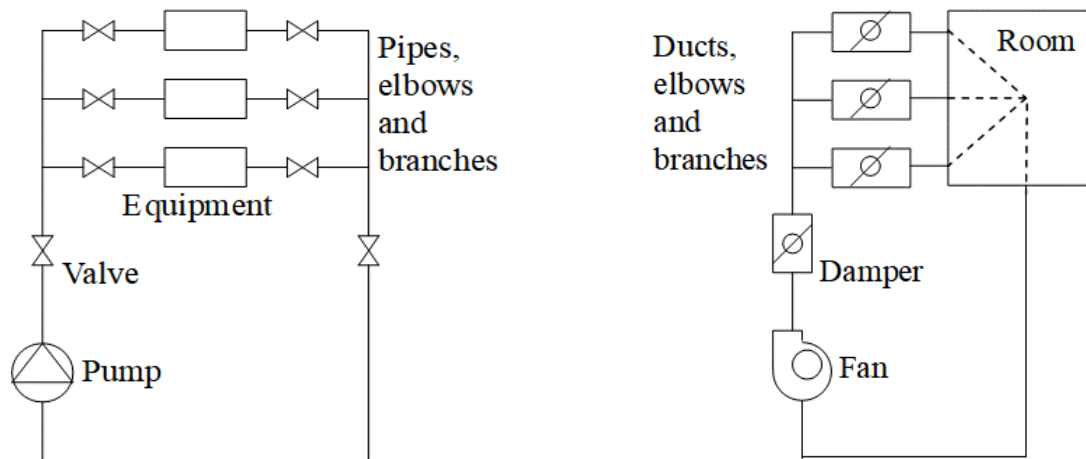 Pipes,
elbows
and
branches
Equipment
Valve
Pump
Ducts,
elbows
and
branches
Room
Damper
Fan